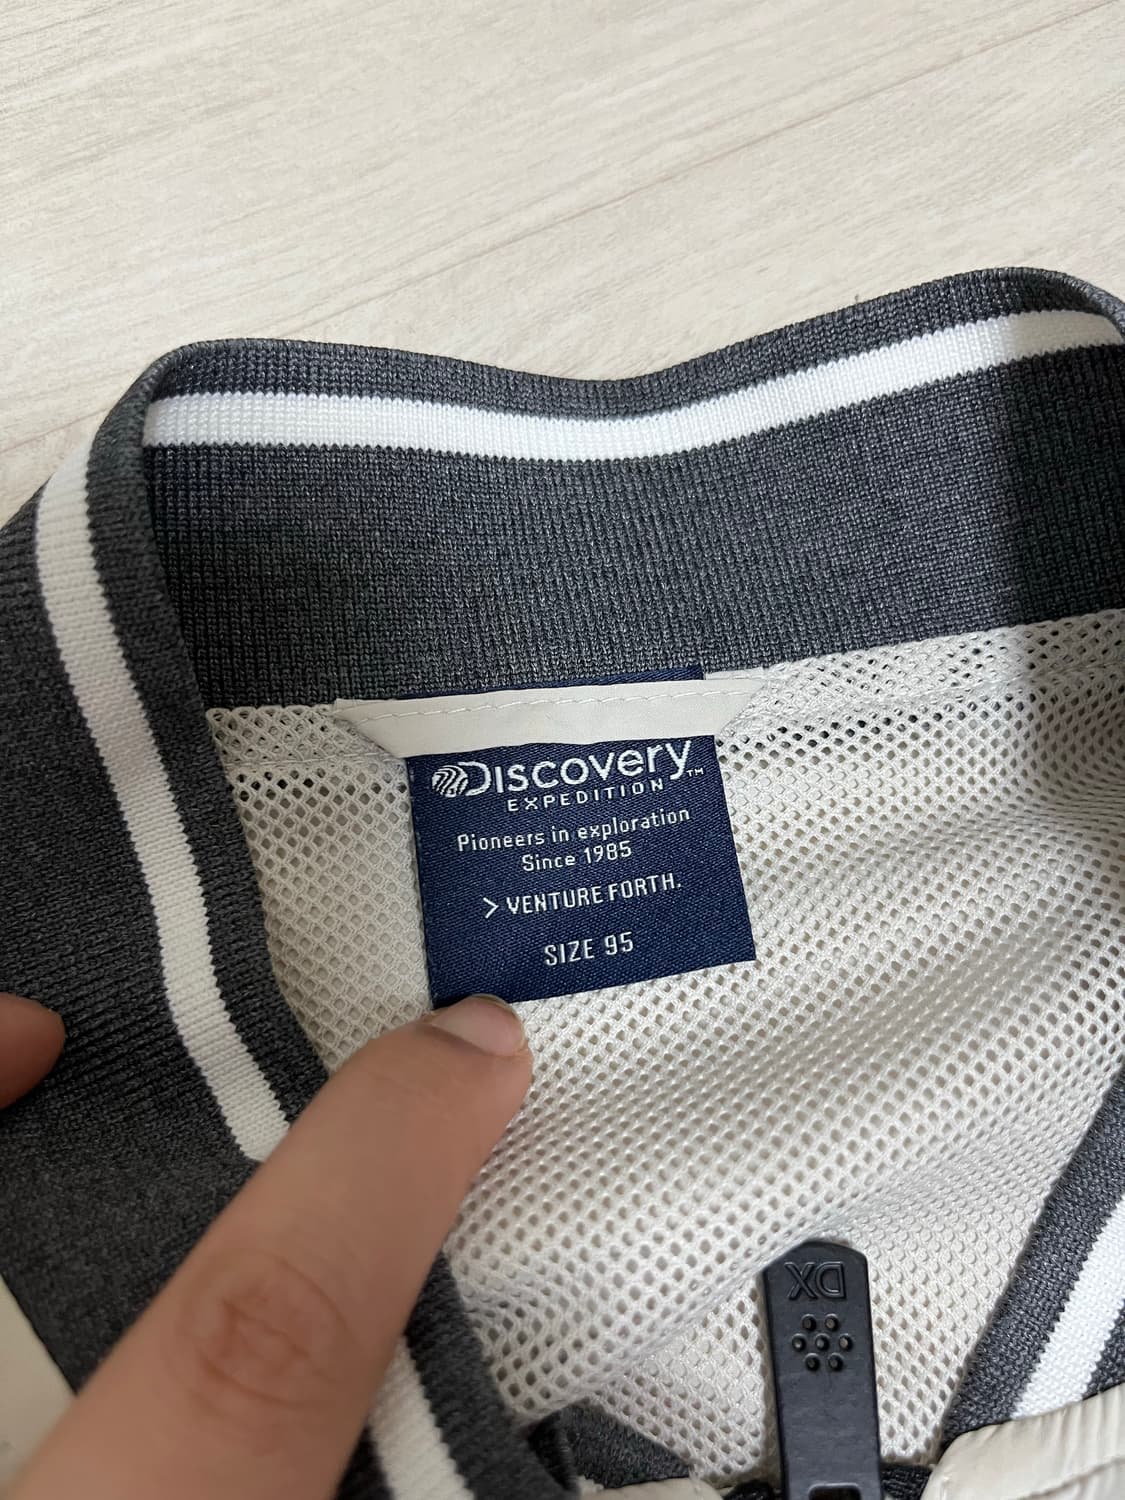 DISCOVERY™
EXPEDITION
Pioneers in exploration
Since 1985
> VENTURE FORTH.
SIZE 95
DX